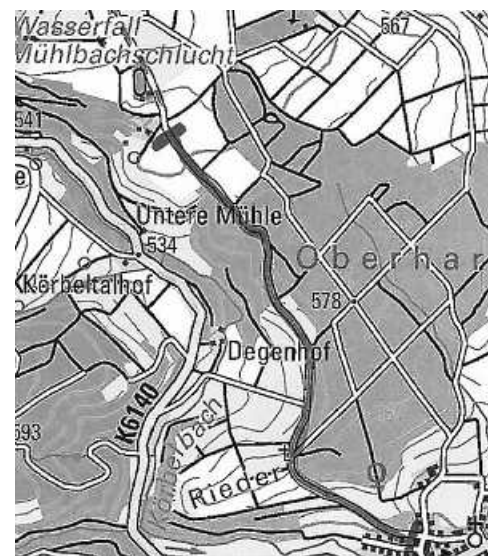 Wasserfall
Mühlbachschlucht
567
541
Untere Mühle
534
Oberhar
e
Körbeltalhof
578
Degenhof
K6140
593
Rieder